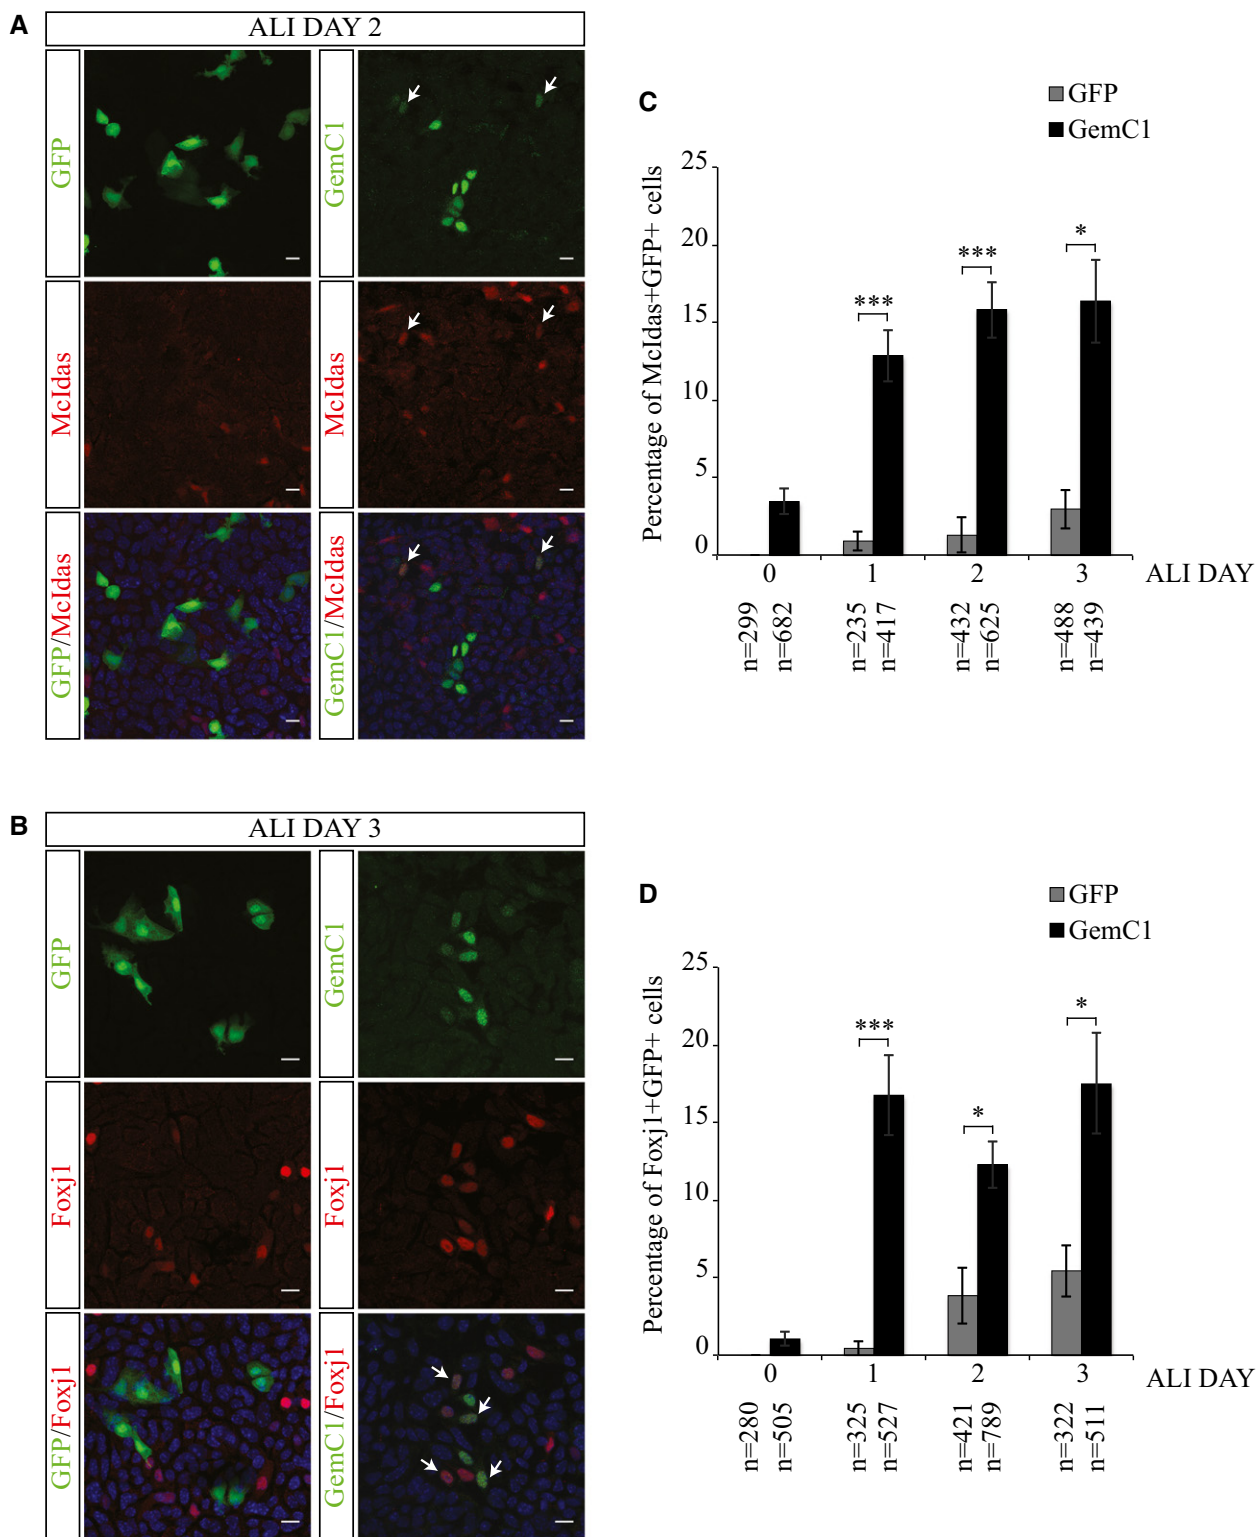 A
ALI DAY 2
GFP
GemC1
McIdas
McIdas
GFP/McIdas
GemC1/McIdas
C
GFP
GemC1
Percentage of McIdas+GFP+ cells
25
20
15
10
5
0
***
***
*
0 1 2 3 ALI DAY
n=299
n=682
n=235
n=417
n=432
n=625
n=488
n=439
B
ALI DAY 3
GFP
GemC1
Foxj1
Foxj1
GFP/Foxj1
GemC1/Foxj1
D
GFP
GemC1
Percentage of Foxj1+GFP+ cells
25
20
15
10
5
0
***
*
*
0 1 2 3 ALI DAY
n=280
n=505
n=325
n=527
n=421
n=789
n=322
n=511